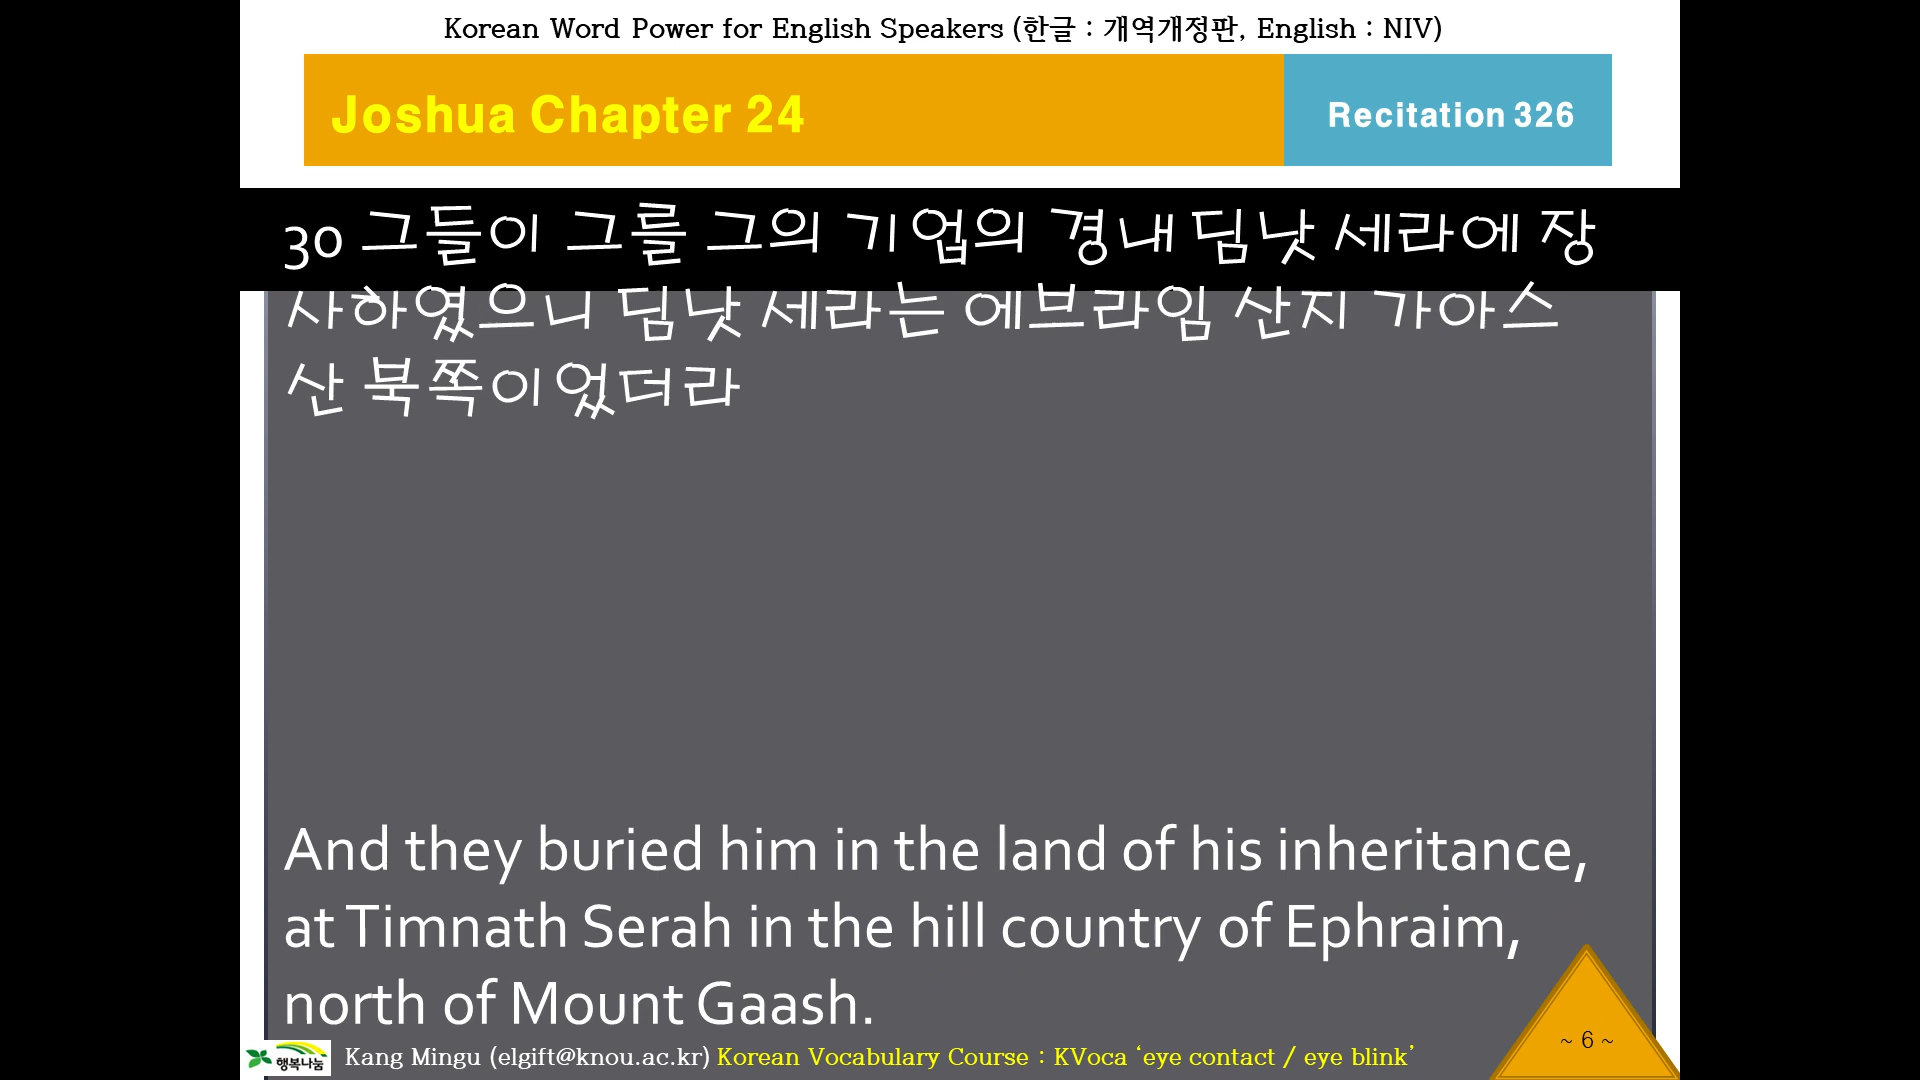 Korean Word Power for English Speakers (한글 : 개역개정판, English : NIV)
Joshua Chapter 24
Recitation 326
30 그들이 그를 그의 기업의 경내 딤낫 세라에 장
사하였으니 딤낫 세라는 에브라임 산지 가아스
산 북쪽이었더라
And they buried him in the land of his inheritance,
at Timnath Serah in the hill country of Ephraim,
north of Mount Gaash.
~ 6 ~
행복나눔
Kang Mingu (elgift@knou.ac.kr) Korean Vocabulary Course : KVoca ‘eye contact / eye blink’